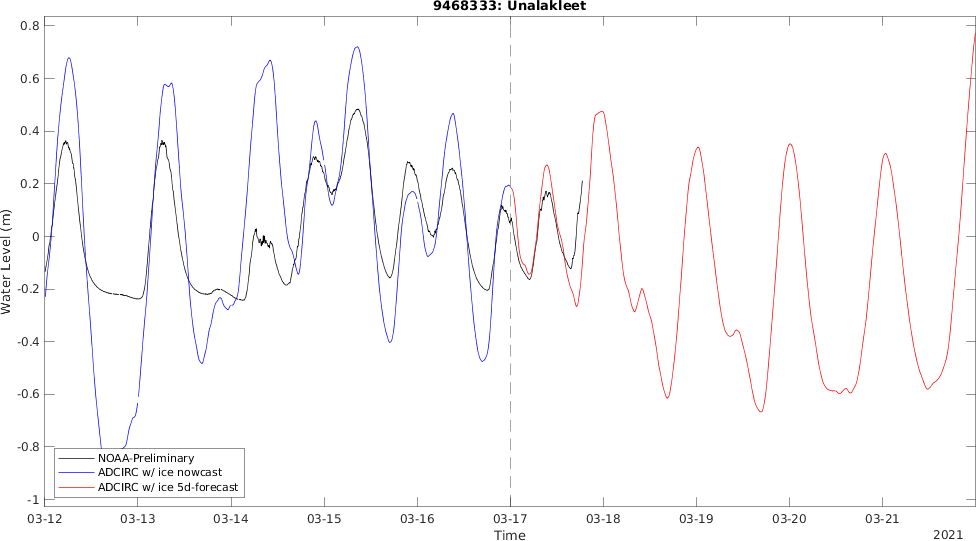 9468333: Unalakleet
0.8
0.6
0.4
0.2
0
-0.2
-0.4
-0.6
-0.8
-1
Water Level (m)
NOAA-Preliminary
ADCIRC w/ ice nowcast
ADCIRC w/ ice 5d-forecast
03-12 03-13 03-14 03-15 03-16 03-17 03-18 03-19 03-20 03-21
Time
2021